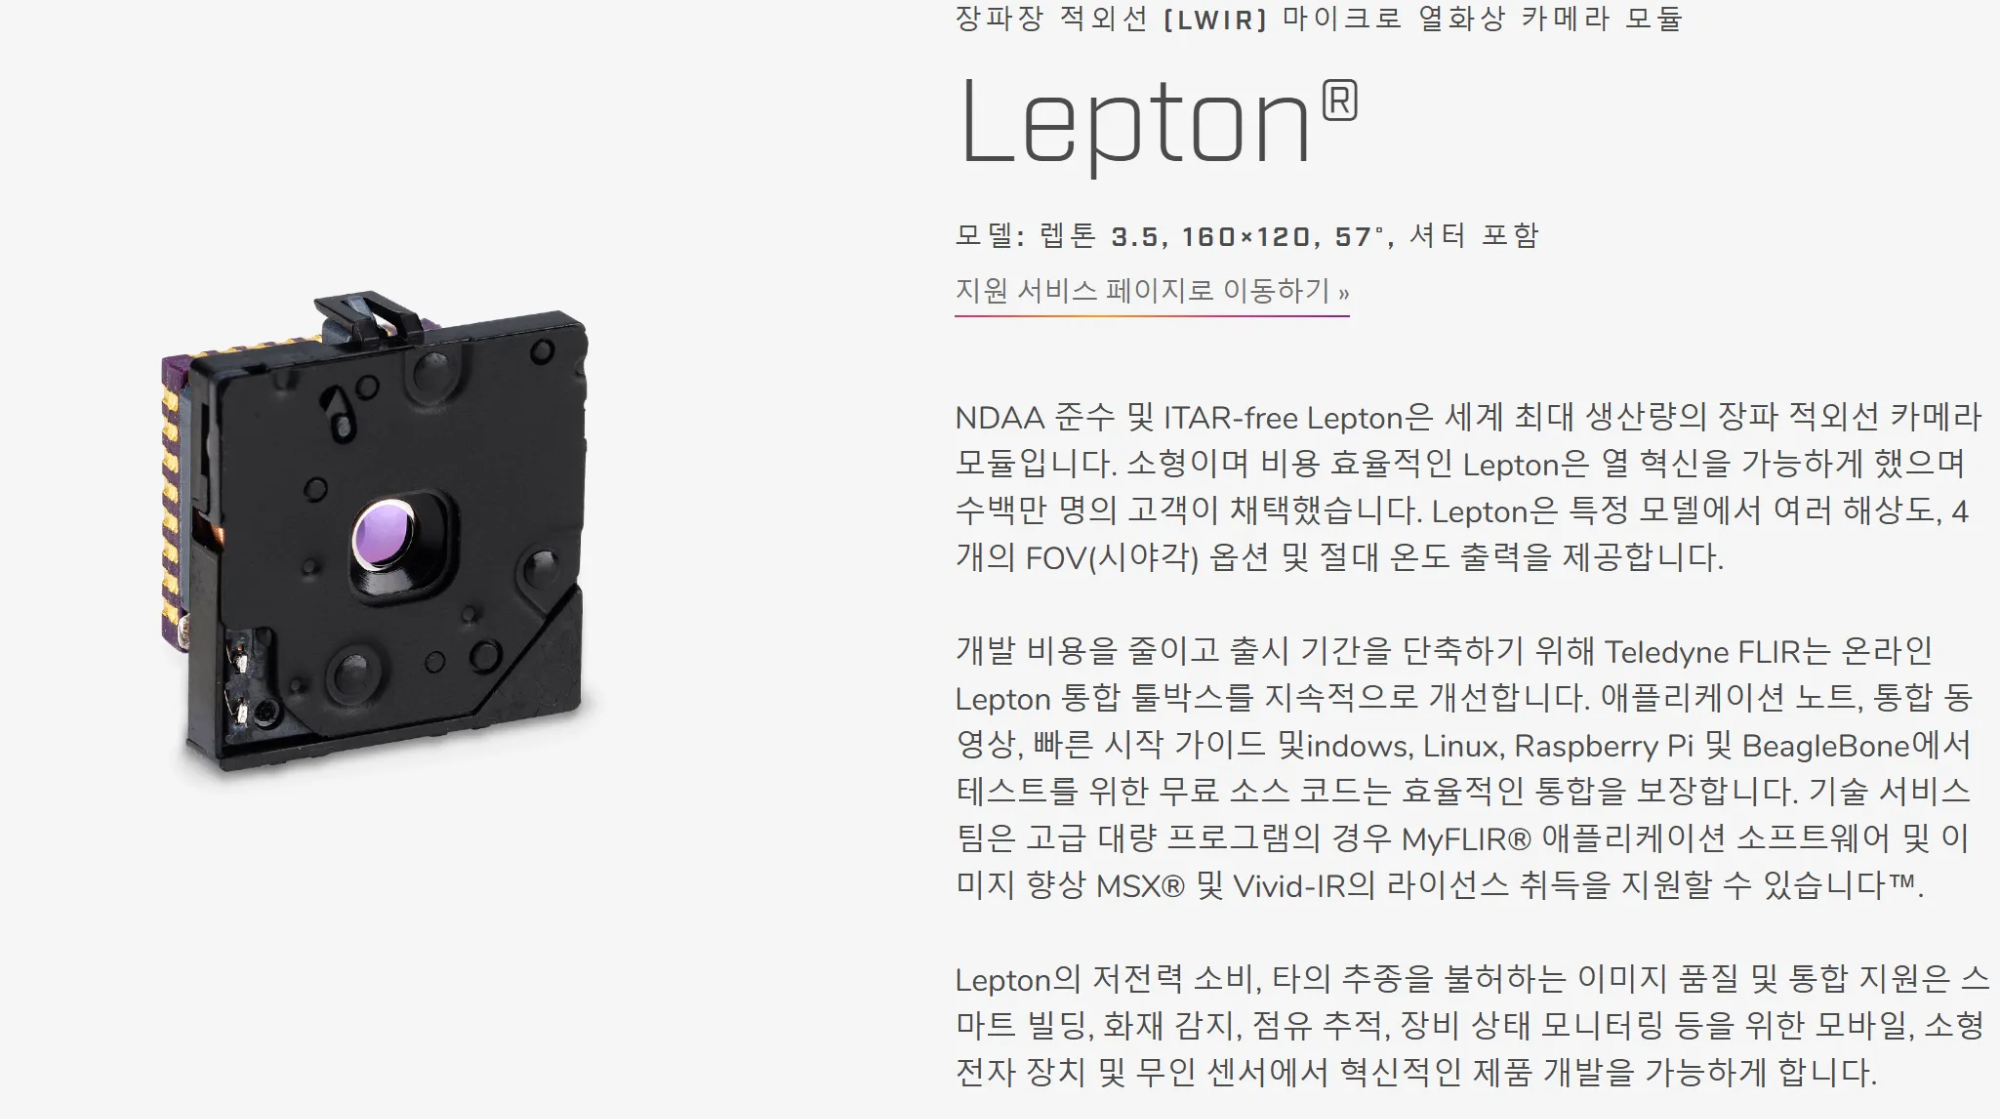 장파장 적외선 (LWIR) 마이크로 열화상 카메라 모듈
Lepton®
모델: 렙톤 3.5, 160×120, 57°, 셔터 포함
지원 서비스 페이지로 이동하기 »
NDAA 준수 및 ITAR-free Lepton은 세계 최대 생산량의 장파 적외선 카메라
모듈입니다. 소형이며 비용 효율적인 Lepton은 열 혁신을 가능하게 했으며
수백만 명의 고객이 채택했습니다. Lepton은 특정 모델에서 여러 해상도, 4
개의 FOV(시야각) 옵션 및 절대 온도 출력을 제공합니다.
개발 비용을 줄이고 출시 기간을 단축하기 위해 Teledyne FLIR는 온라인
Lepton 통합 툴박스를 지속적으로 개선합니다. 애플리케이션 노트, 통합 동
영상, 빠른 시작 가이드 및indows, Linux, Raspberry Pi 및 BeagleBone에서
테스트를 위한 무료 소스 코드는 효율적인 통합을 보장합니다. 기술 서비스
팀은 고급 대량 프로그램의 경우 MyFLIR® 애플리케이션 소프트웨어 및 이
미지 향상 MSX® 및 Vivid-IR의 라이선스 취득을 지원할 수 있습니다™.
Lepton의 저전력 소비, 타의 추종을 불허하는 이미지 품질 및 통합 지원은 스
마트 빌딩, 화재 감지, 점유 추적, 장비 상태 모니터링 등을 위한 모바일, 소형
전자 장치 및 무인 센서에서 혁신적인 제품 개발을 가능하게 합니다.